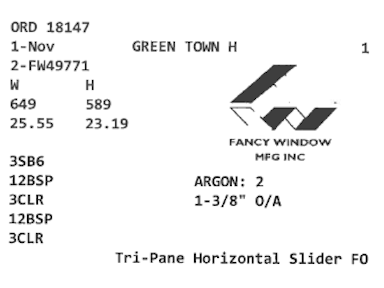 ORD 18147
1-Nov GREEN TOWN H 1
2-FW49771
W H
649 589
25.55 23.19
FANCY WINDOW
MFG INC
3SB6
12BSP ARGON: 2
3CLR 1-3/8" O/A
12BSP
3CLR
Tri-Pane Horizontal Slider FO